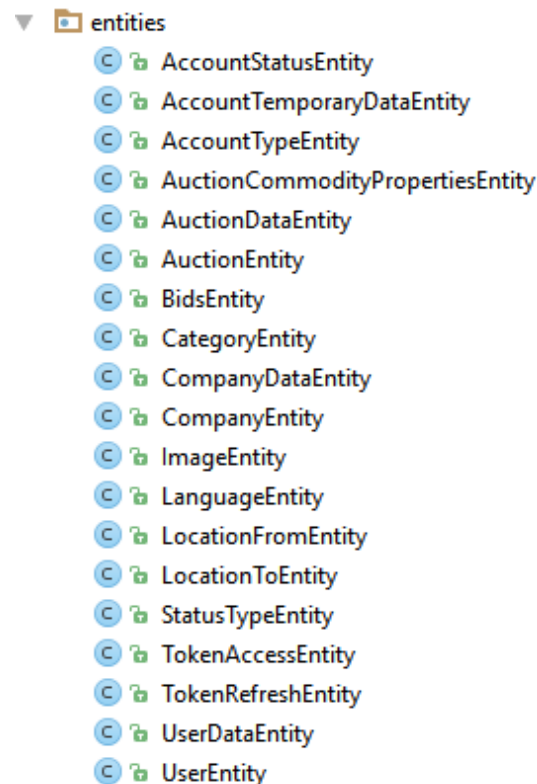 entities
AccountStatusEntity
AccountTemporaryDataEntity
AccountTypeEntity
AuctionCommodityPropertiesEntity
AuctionDataEntity
AuctionEntity
BidsEntity
CategoryEntity
CompanyDataEntity
CompanyEntity
ImageEntity
LanguageEntity
LocationFromEntity
LocationToEntity
StatusTypeEntity
TokenAccessEntity
TokenRefreshEntity
UserDataEntity
UserEntity